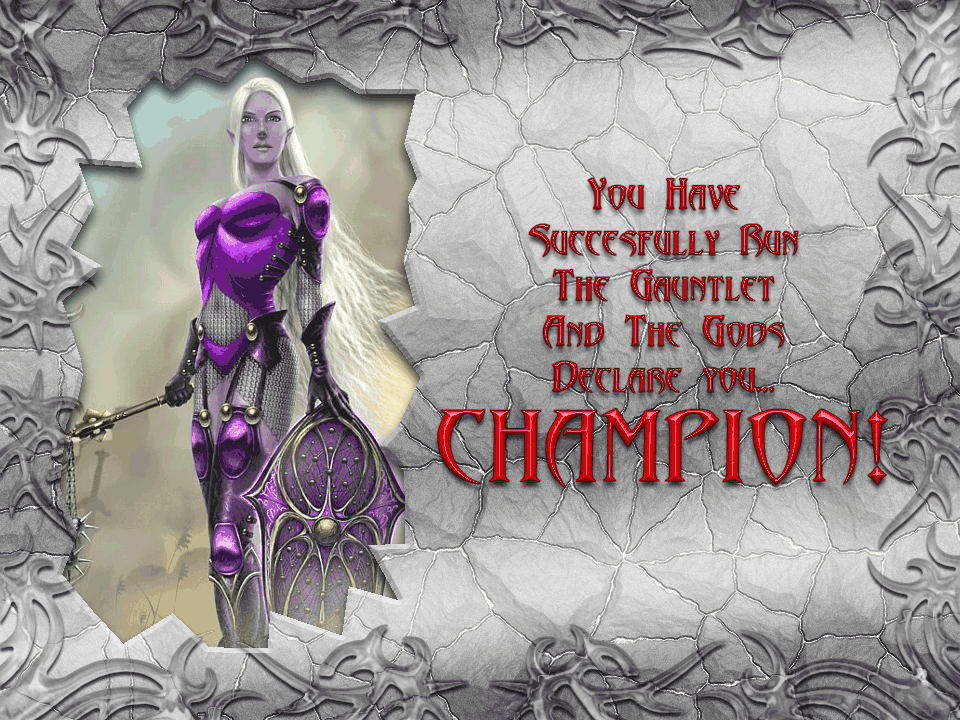 You Have
Succesfully Run
The Gauntlet
And The Gods
Declare you...
CHAMPION!